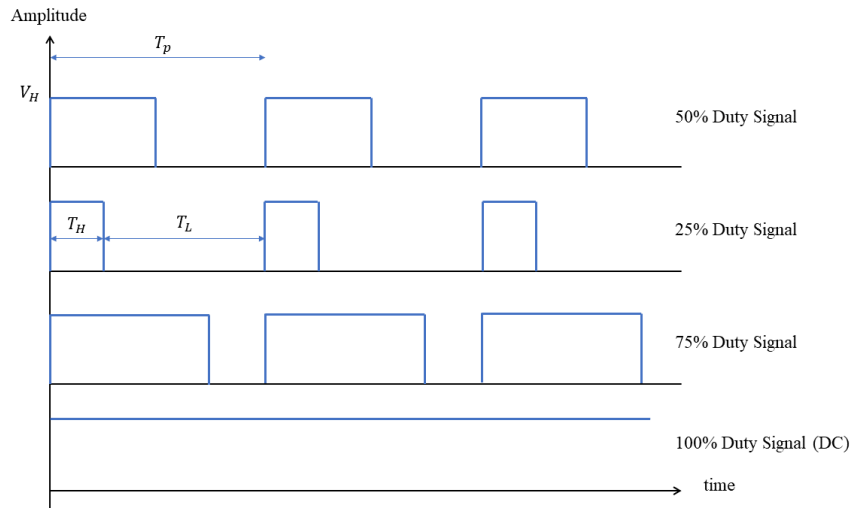 Amplitude
T_p
V_H
50% Duty Signal
T_H
T_L
25% Duty Signal
75% Duty Signal
100% Duty Signal (DC)
time